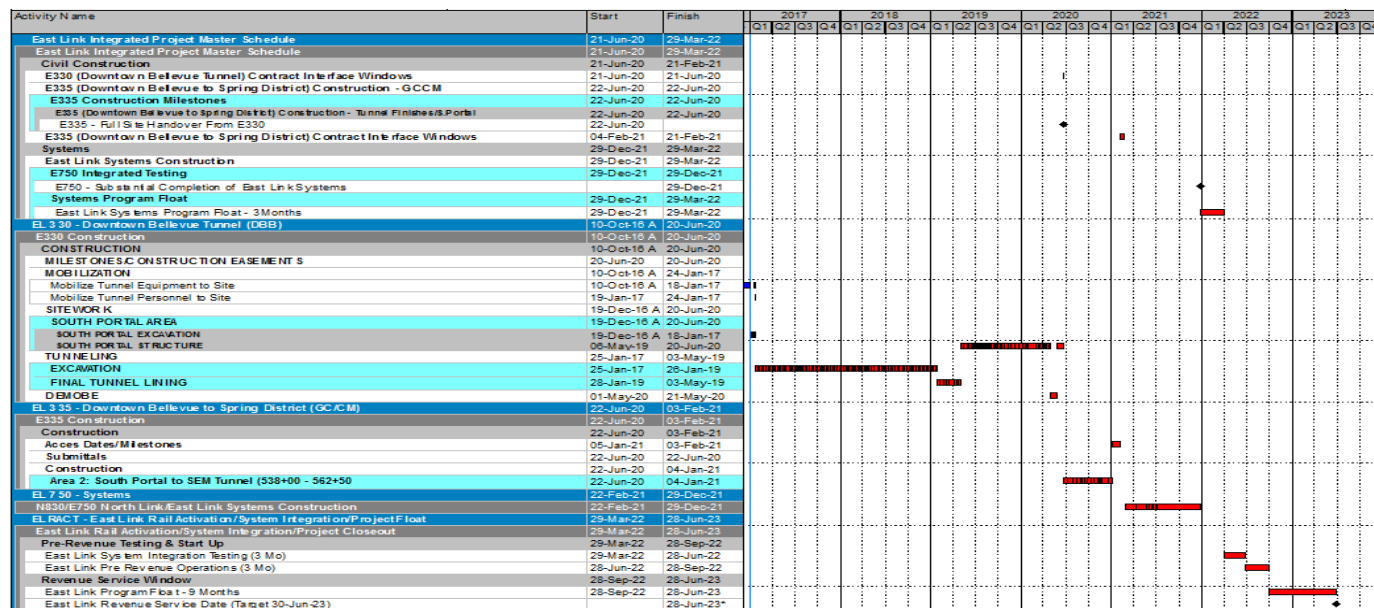 Activity Name Start Finish 2017 2018 2019 2020 2021 2022 2023
Q1 Q2 Q3 Q4 Q1 Q2 Q3 Q4 Q1 Q2 Q3 Q4 Q1 Q2 Q3 Q4 Q1 Q2 Q3 Q4 Q1 Q2 Q3 Q4 Q1 Q2 Q3 Q4
East Link Integrated Project Master Schedule 21-Jun-20 29-Mar-22
East Link Integrated Project Master Schedule 21-Jun-20 29-Mar-22
Civil Construction 21-Jun-20 21-Feb-21
E330 (Downtown Bellevue Tunnel) Contract Interface Windows 21-Jun-20 21-Jun-20
E335 (Downtown Bellevue to Spring District) Construction - GCCM 22-Jun-20 22-Jun-20
E335 Construction Milestones 22-Jun-20 22-Jun-20
E335 (Downtown Bellevue to Spring District) Construction - Tunnel Finishes/S.Portal 22-Jun-20 22-Jun-20
E335 - Full Site Handover From E330 22-Jun-20
E335 (Downtown Bellevue to Spring District) Contract Interface Windows 04-Feb-21 21-Feb-21
Systems 29-Dec-21 29-Mar-22
East Link Systems Construction 29-Dec-21 29-Mar-22
E750 Integrated Testing 29-Dec-21 29-Dec-21
E750 - Substantial Completion of East Link Systems 29-Dec-21
Systems Program Float 29-Dec-21 29-Mar-22
East Link Systems Program Float - 3 Months 29-Dec-21 29-Mar-22
EL330 - Downtown Bellevue Tunnel (DBB) 10-Oct-16 A 20-Jun-20
E330 Construction 10-Oct-16 A 20-Jun-20
CONSTRUCTION 10-Oct-16 A 20-Jun-20
MILESTONES/CONSTRUCTION EASEMENTS 20-Jun-20 20-Jun-20
MOBILIZATION 10-Oct-16 A 24-Jan-17
Mobilize Tunnel Equipment to Site 10-Oct-16 A 18-Jan-17
Mobilize Tunnel Personnel to Site 19-Jan-17 24-Jan-17
SITEWORK 19-Dec-16 A 20-Jun-20
SOUTH PORTAL AREA 19-Dec-16 A 20-Jun-20
SOUTH PORTAL EXCAVATION 19-Dec-16 A 18-Jan-17
SOUTH PORTAL STRUCTURE 06-May-19 20-Jun-20
TUNNELING 25-Jan-17 03-May-19
EXCAVATION 25-Jan-17 26-Jan-19
FINAL TUNNEL LINING 28-Jan-19 03-May-19
DEMOBE 01-May-20 21-May-20
EL335 - Downtown Bellevue to Spring District (GC/CM) 22-Jun-20 03-Feb-21
E335 Construction 22-Jun-20 03-Feb-21
Construction 22-Jun-20 03-Feb-21
Acces Dates/Milestones 05-Jan-21 03-Feb-21
Submittals 22-Jun-20 22-Jun-20
Construction 22-Jun-20 04-Jan-21
Area 2: South Portal to SEM Tunnel (538+00 - 562+50 22-Jun-20 04-Jan-21
EL750 - Systems 22-Feb-21 29-Dec-21
N830/E750 North Link/East Link Systems Construction 22-Feb-21 29-Dec-21
ELRACT - East Link Rail Activation/System Integration/Project Float 29-Mar-22 28-Jun-23
East Link Rail Activation/System Integration/Project Closeout 29-Mar-22 28-Jun-23
Pre-Revenue Testing & Start Up 29-Mar-22 28-Sep-22
East Link System Integration Testing (3 Mo) 29-Mar-22 28-Jun-22
East Link Pre Revenue Operations (3 Mo) 28-Jun-22 28-Sep-22
Revenue Service Window 28-Sep-22 28-Jun-23
East Link Program Float - 9 Months 28-Sep-22 28-Jun-23
East Link Revenue Service Date (Target 30-Jun-23) 28-Jun-23*